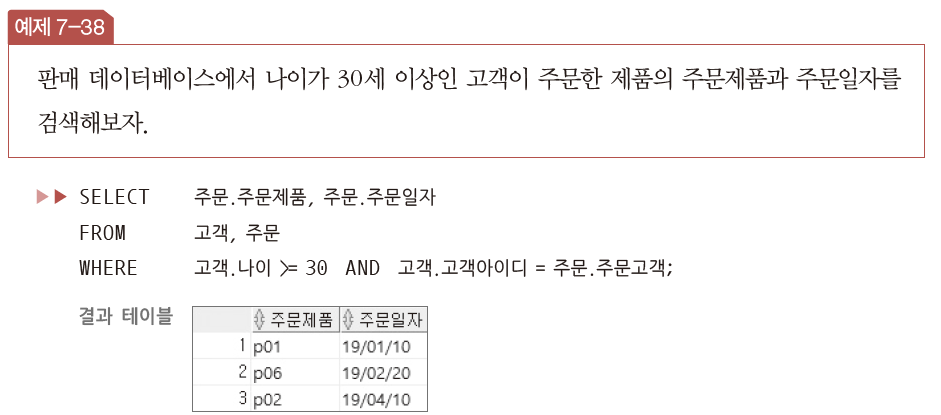 예제 7-38
판매 데이터베이스에서 나이가 30세 이상인 고객이 주문한 제품의 주문제품과 주문일자를
검색해보자.
▶▶ SELECT 주문.주문제품, 주문.주문일자
FROM 고객, 주문
WHERE 고객.나이 >= 30 AND 고객.고객아이디 = 주문.주문고객;
결과 테이블
주문제품 주문일자
1 p01 19/01/10
2 p06 19/02/20
3 p02 19/04/10